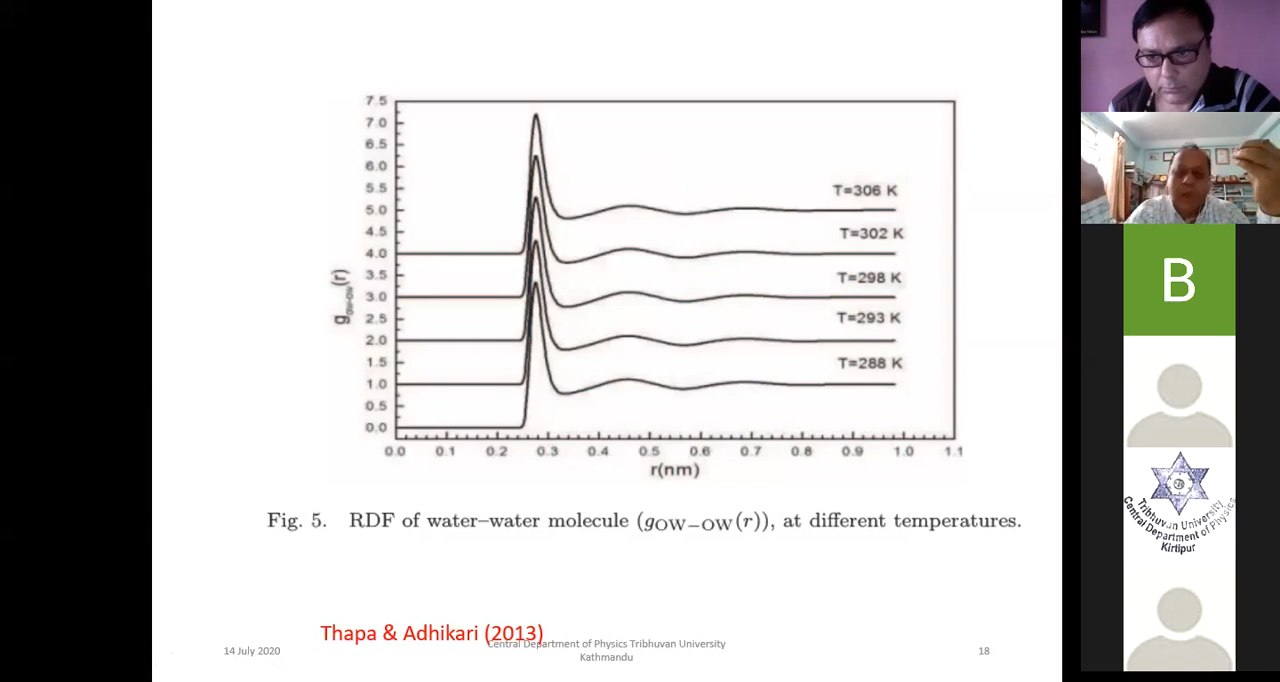 7.5
7.0
6.5
6.0
5.5
5.0
4.5
4.0
3.5
3.0
2.5
2.0
1.5
1.0
0.5
0.0
g_OW-OW(r)
T=306 K
T=302 K
T=298 K
T=293 K
T=288 K
0.0 0.1 0.2 0.3 0.4 0.5 0.6 0.7 0.8 0.9 1.0 1.1
r(nm)
Fig. 5. RDF of water–water molecule (g_OW−OW(r)), at different temperatures.
Thapa & Adhikari (2013)
14 July 2020
Central Department of Physics Tribhuvan University
Kathmandu
18
B
Tribhuvan University
Central Department of Physics
Kirtipur